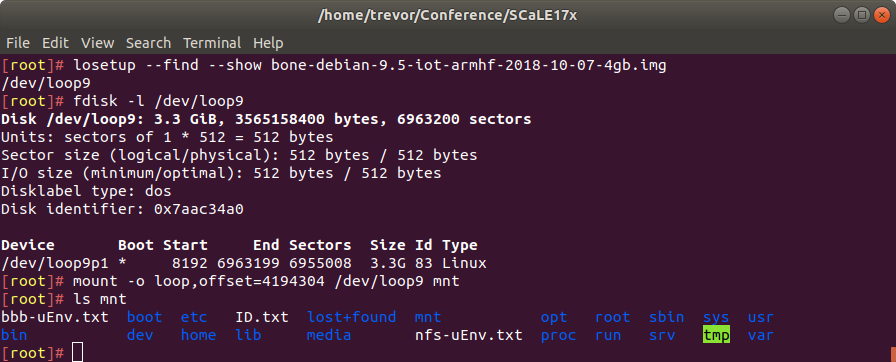 /home/trevor/Conference/SCaLE17x
File Edit View Search Terminal Help
[root]# losetup --find --show bone-debian-9.5-iot-armhf-2018-10-07-4gb.img
/dev/loop9
[root]# fdisk -l /dev/loop9
Disk /dev/loop9: 3.3 GiB, 3565158400 bytes, 6963200 sectors
Units: sectors of 1 * 512 = 512 bytes
Sector size (logical/physical): 512 bytes / 512 bytes
I/O size (minimum/optimal): 512 bytes / 512 bytes
Disklabel type: dos
Disk identifier: 0x7aac34a0
Device       Boot Start     End Sectors  Size Id Type
/dev/loop9p1 *     8192 6963199 6955008  3.3G 83 Linux
[root]# mount -o loop,offset=4194304 /dev/loop9 mnt
[root]# ls mnt
bbb-uEnv.txt  boot  etc   ID.txt  lost+found  mnt           opt   root  sbin  sys  usr
bin           dev   home  lib     media       nfs-uEnv.txt  proc  run   srv   tmp  var
[root]#